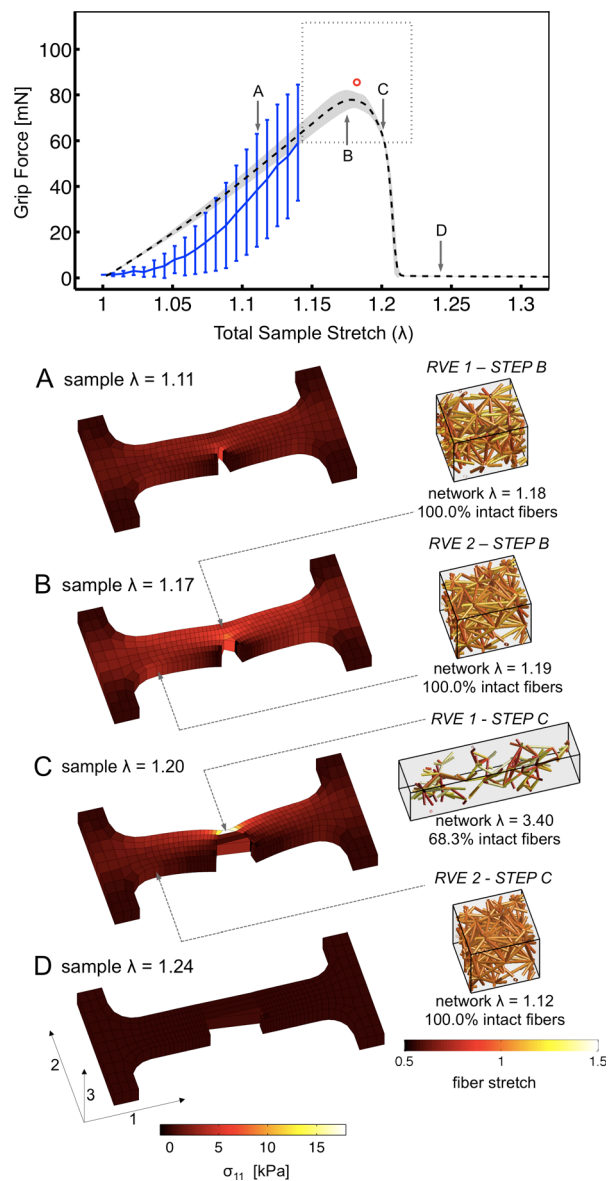 100
80
60
40
20
0
Grip Force [mN]
A
B
C
D
1
1.05
1.1
1.15
1.2
1.25
1.3
Total Sample Stretch (λ)
A sample λ = 1.11
RVE 1 – STEP B
network λ = 1.18
100.0% intact fibers
B sample λ = 1.17
RVE 2 – STEP B
network λ = 1.19
100.0% intact fibers
C sample λ = 1.20
RVE 1 - STEP C
network λ = 3.40
68.3% intact fibers
RVE 2 - STEP C
network λ = 1.12
100.0% intact fibers
D sample λ = 1.24
2
3
1
0.5 1 1.5
fiber stretch
0 5 10 15
σ11 [kPa]